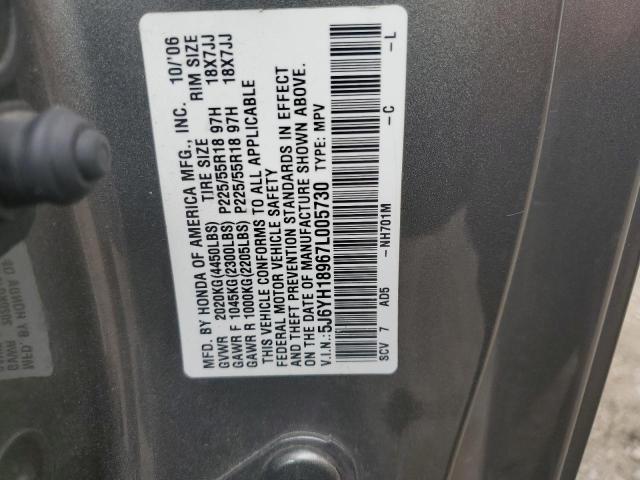 MFD. BY HONDA OF AMERICA MFG., INC. 10/'06
GVWR 2020KG(4450LBS) TIRE SIZE RIM SIZE
GAWR F 1045KG(2300LBS) P225/55R18 97H 18X7JJ
GAWR R 1000KG(2205LBS) P225/55R18 97H 18X7JJ
THIS VEHICLE CONFORMS TO ALL APPLICABLE
FEDERAL MOTOR VEHICLE SAFETY
AND THEFT PREVENTION STANDARDS IN EFFECT
ON THE DATE OF MANUFACTURE SHOWN ABOVE.
V.I.N.: 5J6YH18967L005730 TYPE: MPV
SCV 7 AD5 -NH701M -C -L